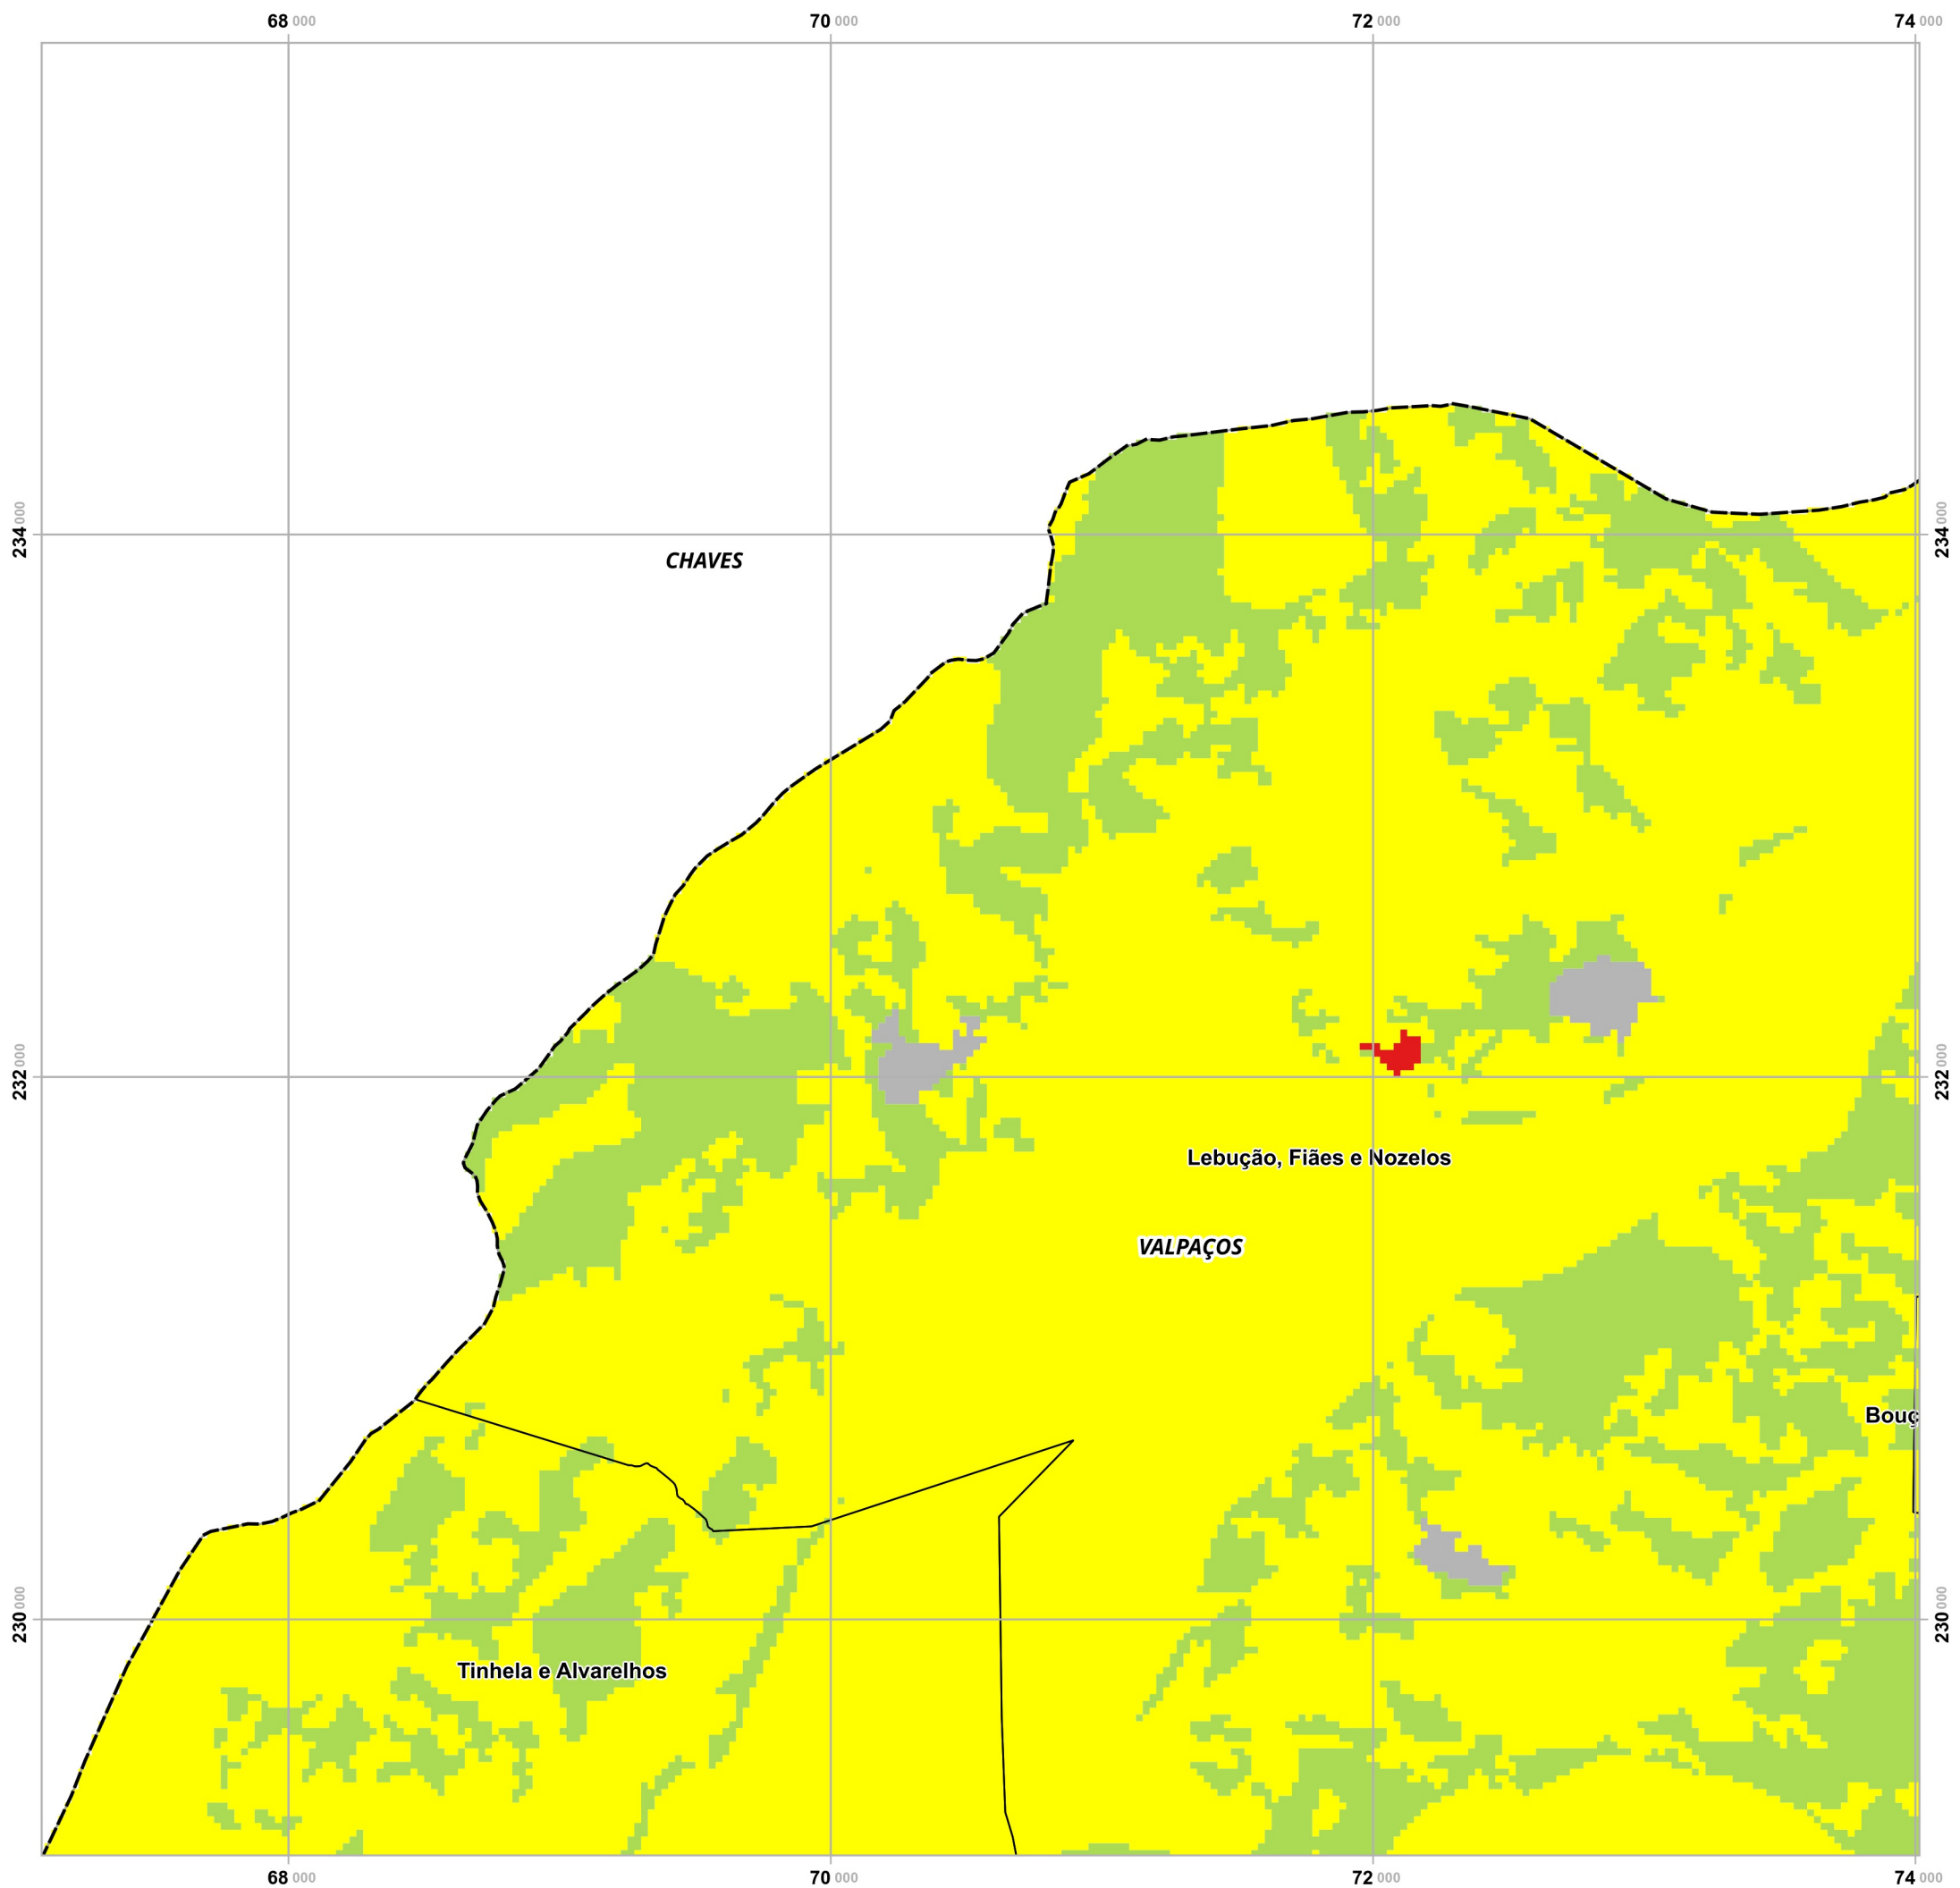 68 000 70 000 72 000 74 000
234 000 234 000
CHAVES
232 000 232 000
Lebução, Fiães e Nozelos
VALPAÇOS
Bouç
230 000 230 000
Tinhela e Alvarelhos
68 000 70 000 72 000 74 000